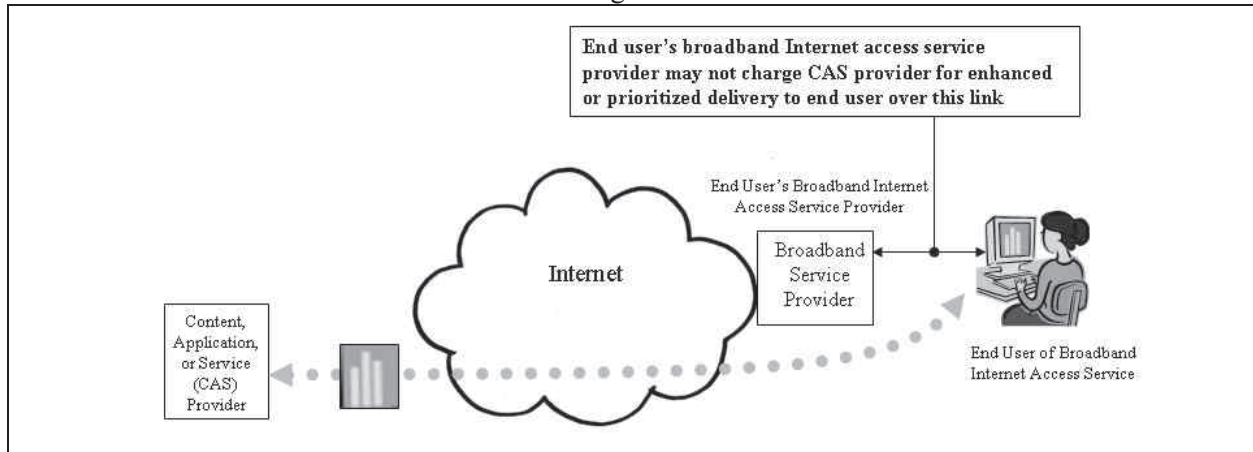 End user's broadband Internet access service
provider may not charge CAS provider for enhanced
or prioritized delivery to end user over this link
End User's Broadband Internet
Access Service Provider
Internet
Broadband
Service
Provider
Content,
Application,
or Service
(CAS)
Provider
End User of Broadband
Internet Access Service